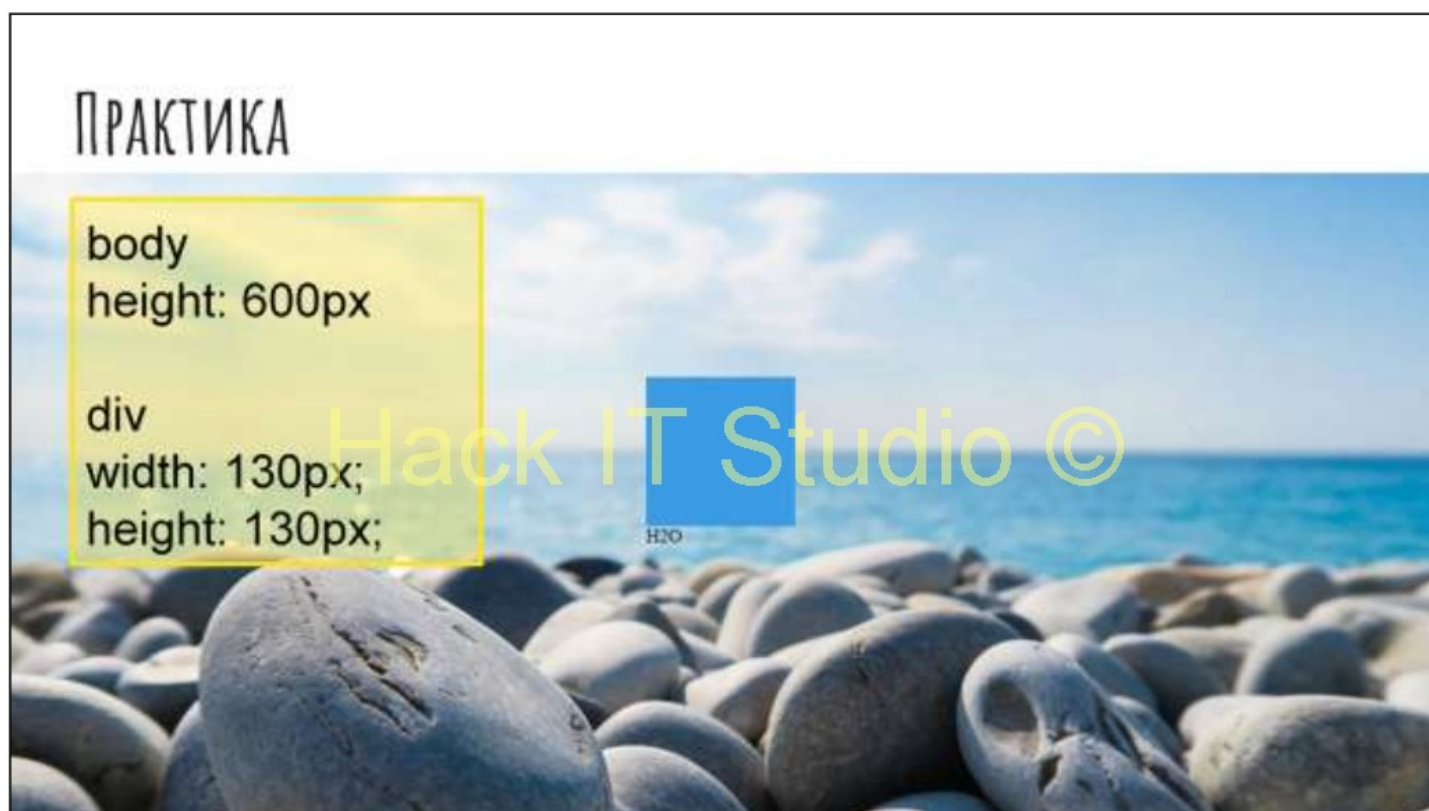 Практика
body
height: 600px
div
width: 130px;
height: 130px;
Hack IT Studio ©
H2O